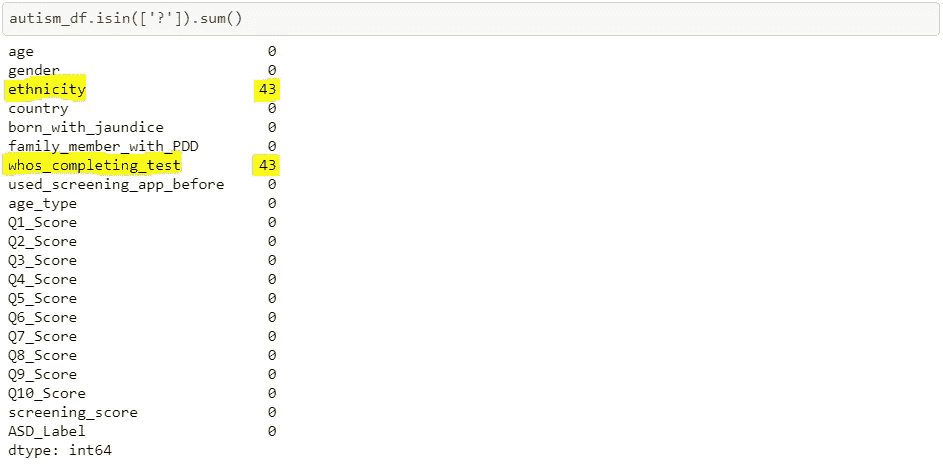 autism_df.isin(['?']).sum()
age 0
gender 0
ethnicity 43
country 0
born_with_jaundice 0
family_member_with_PDD 0
whos_completing_test 43
used_screening_app_before 0
age_type 0
Q1_Score 0
Q2_Score 0
Q3_Score 0
Q4_Score 0
Q5_Score 0
Q6_Score 0
Q7_Score 0
Q8_Score 0
Q9_Score 0
Q10_Score 0
screening_score 0
ASD_Label 0
dtype: int64